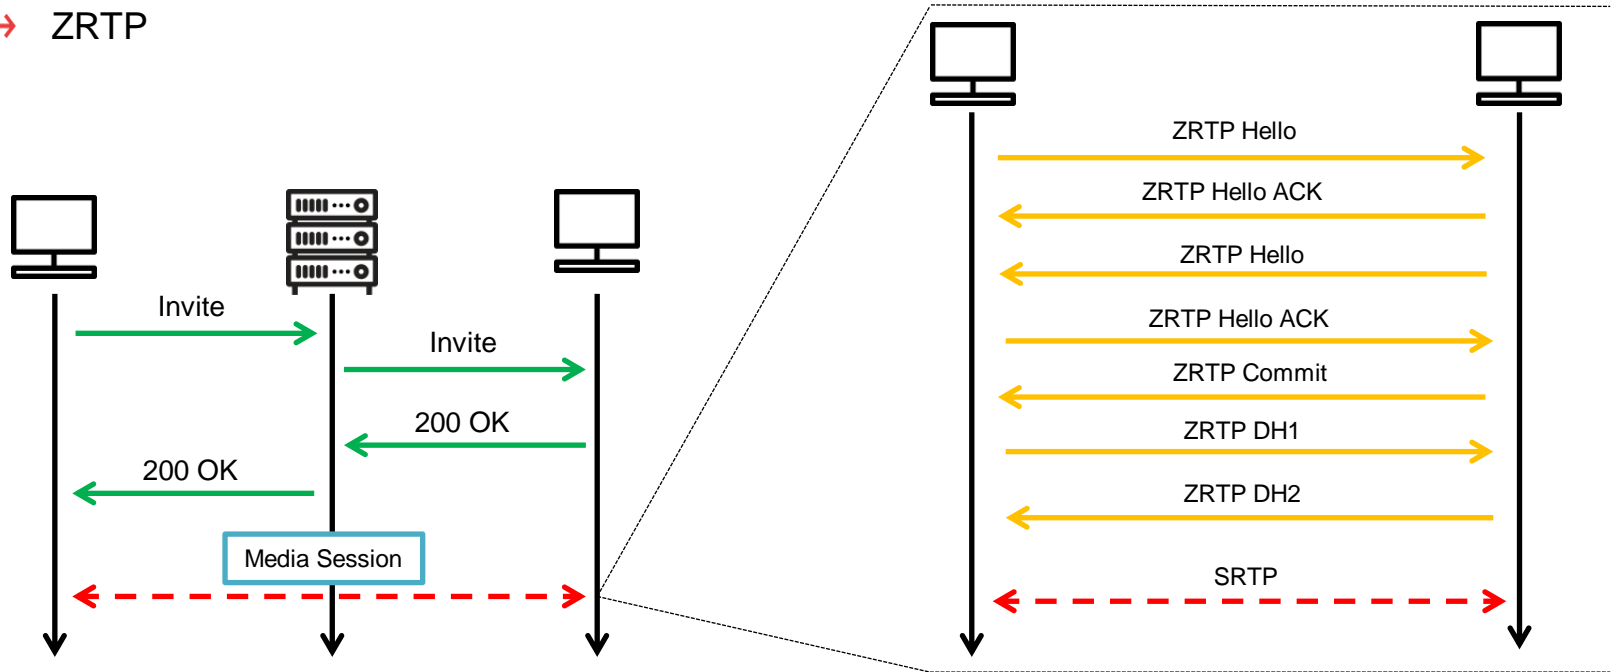 ZRTP
Invite
Invite
200 OK
200 OK
Media Session
ZRTP Hello
ZRTP Hello ACK
ZRTP Hello
ZRTP Hello ACK
ZRTP Commit
ZRTP DH1
ZRTP DH2
SRTP